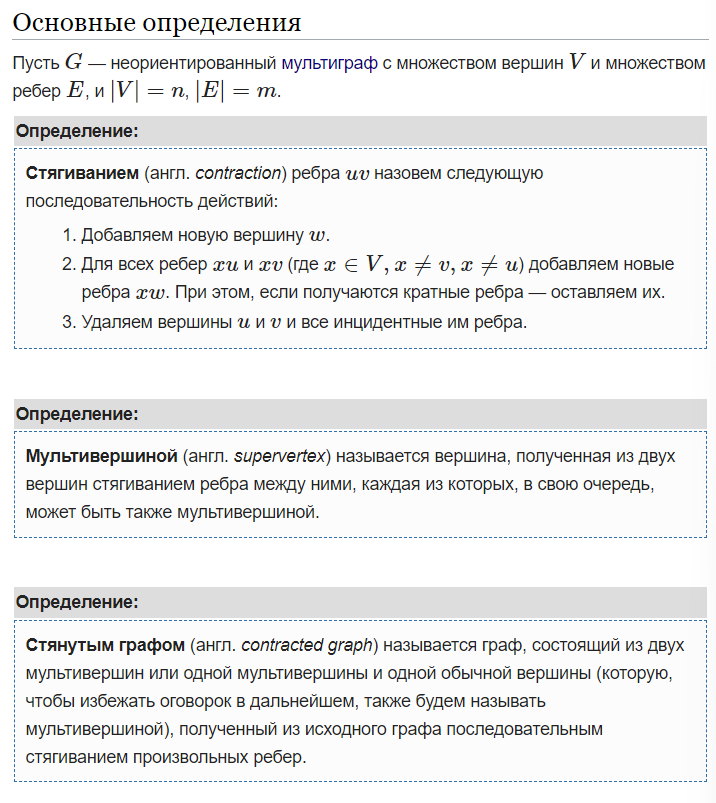 Основные определения
Пусть G — неориентированный мультиграф с множеством вершин V и множеством
ребер E, и |V| = n, |E| = m.
Определение:
Стягиванием (англ. contraction) ребра uv назовем следующую
последовательность действий:
1. Добавляем новую вершину w.
2. Для всех ребер xu и xv (где x ∈ V, x ≠ v, x ≠ u) добавляем новые
ребра xw. При этом, если получаются кратные ребра — оставляем их.
3. Удаляем вершины u и v и все инцидентные им ребра.
Определение:
Мультивершиной (англ. supervertex) называется вершина, полученная из двух
вершин стягиванием ребра между ними, каждая из которых, в свою очередь,
может быть также мультивершиной.
Определение:
Стянутым графом (англ. contracted graph) называется граф, состоящий из двух
мультивершин или одной мультивершины и одной обычной вершины (которую,
чтобы избежать оговорок в дальнейшем, также будем называть
мультивершиной), полученный из исходного графа последовательным
стягиванием произвольных ребер.